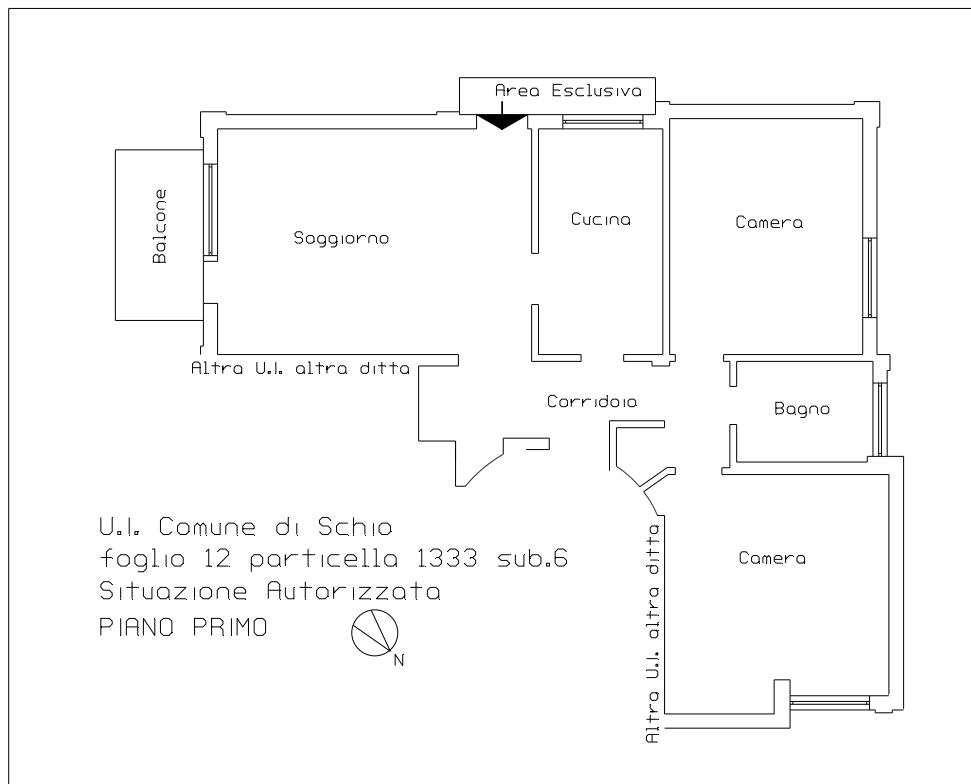 Area Esclusiva
Balcone
Soggiorno
Cucina
Camera
Altra U.I. altra ditta
Corridoio
Bagno
U.I. Comune di Schio
foglio 12 particella 1333 sub.6
Situazione Autorizzata
PIANO PRIMO
N
Camera
Altra U.I. altra ditta